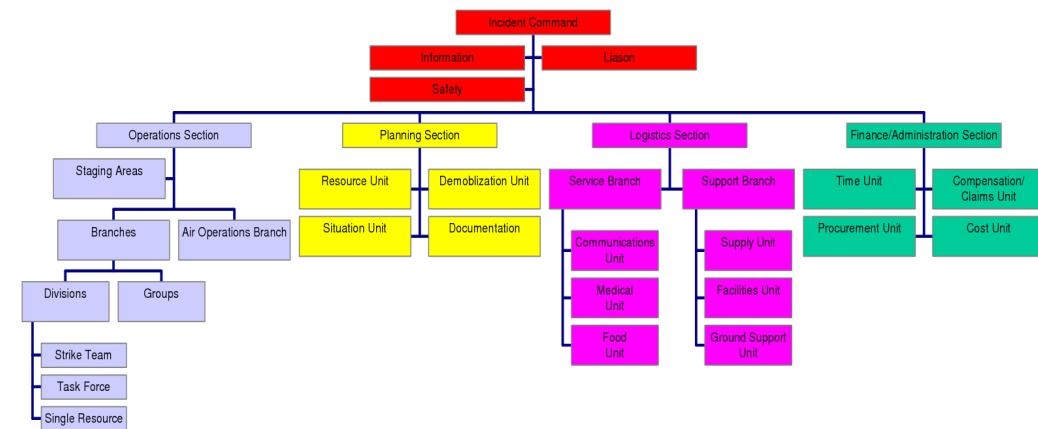 Incident Command
Information
Liason
Safety
Operations Section
Planning Section
Logistics Section
Finance/Administration Section
Staging Areas
Resource Unit
Demoblization Unit
Service Branch
Support Branch
Time Unit
Compensation/
Claims Unit
Branches
Air Operations Branch
Situation Unit
Documentation
Communications
Unit
Supply Unit
Procurement Unit
Cost Unit
Divisions
Groups
Medical
Unit
Facilities Unit
Strike Team
Food
Unit
Ground Support
Unit
Task Force
Single Resource